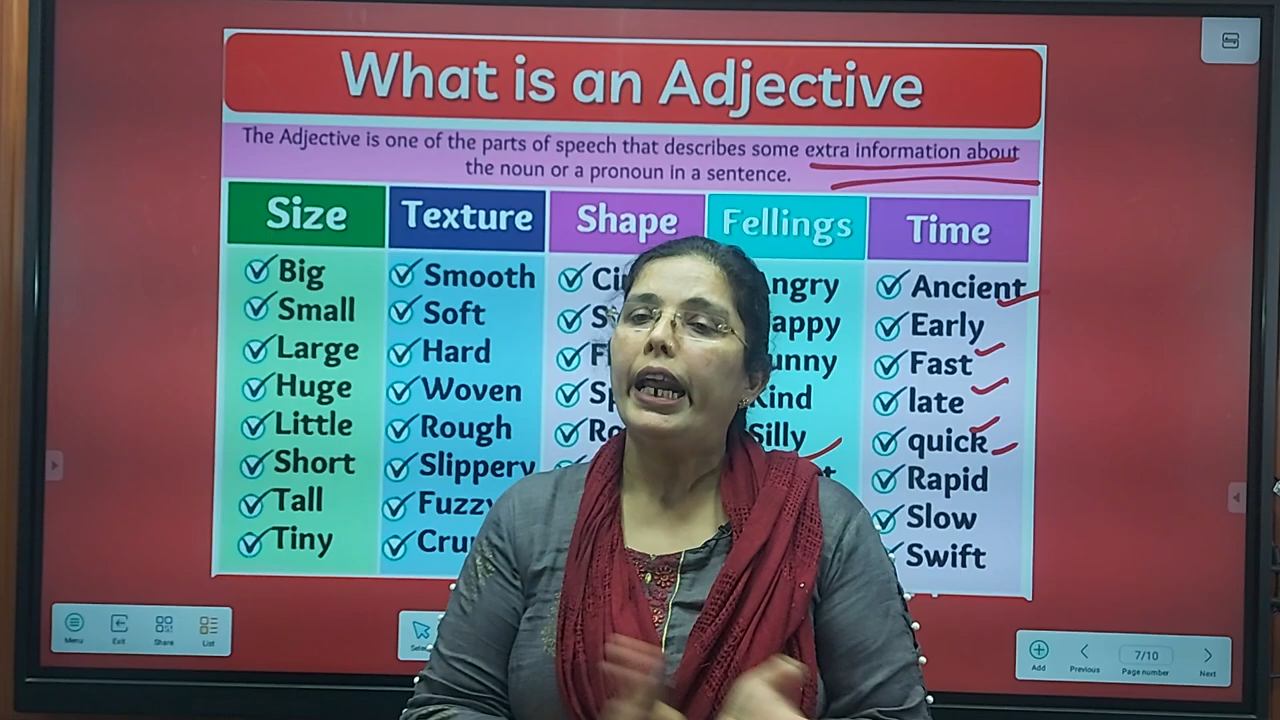 What is an Adjective
The Adjective is one of the parts of speech that describes some extra information about
the noun or a pronoun in a sentence.
Size
Big
Small
Large
Huge
Little
Short
Tall
Tiny
Texture
Smooth
Soft
Hard
Woven
Rough
Slippery
Shape
Fellings
Silly
Time
Ancient
Early
Fast
late
quick
Rapid
Slow
Swift
Menu
Exit
Share
List
Add
Previous
7/10
Page number
Next